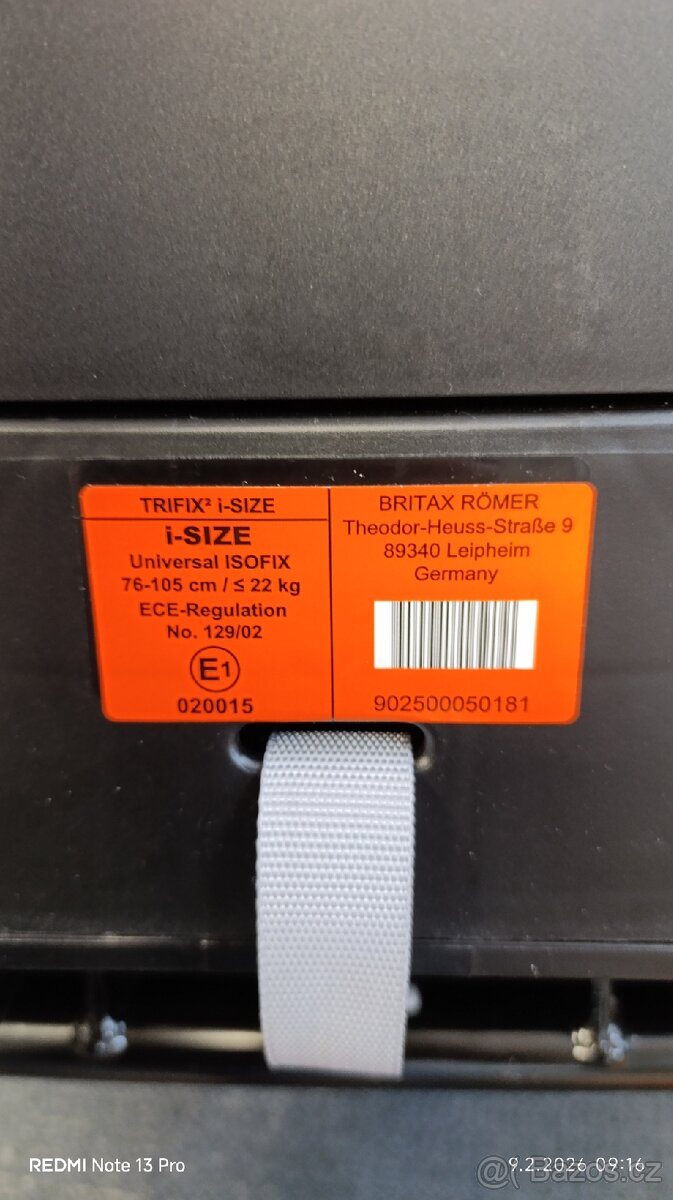 TRIFIX² i-SIZE
i-SIZE
Universal ISOFIX
76-105 cm / ≤ 22 kg
ECE-Regulation
No. 129/02
E1
020015
BRITAX RÖMER
Theodor-Heuss-Straße 9
89340 Leipheim
Germany
902500050181
REDMI Note 13 Pro
9.2.2026 09:16
Bazos.cz